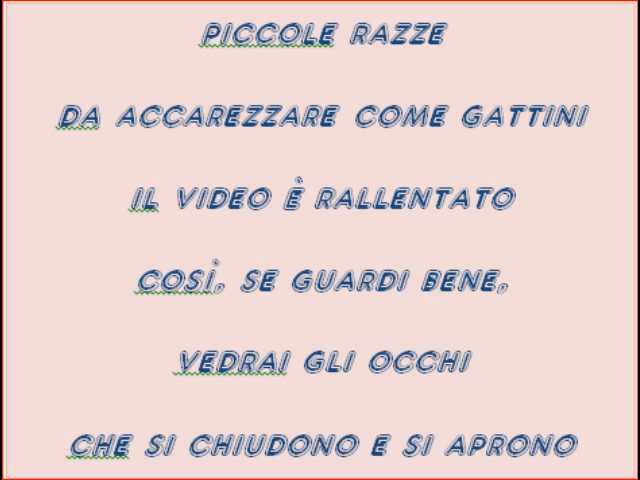 PICCOLE RAZZE
DA ACCAREZZARE COME GATTINI
IL VIDEO È RALLENTATO
COSÌ, SE GUARDI BENE,
VEDRAI GLI OCCHI
CHE SI CHIUDONO E SI APRONO